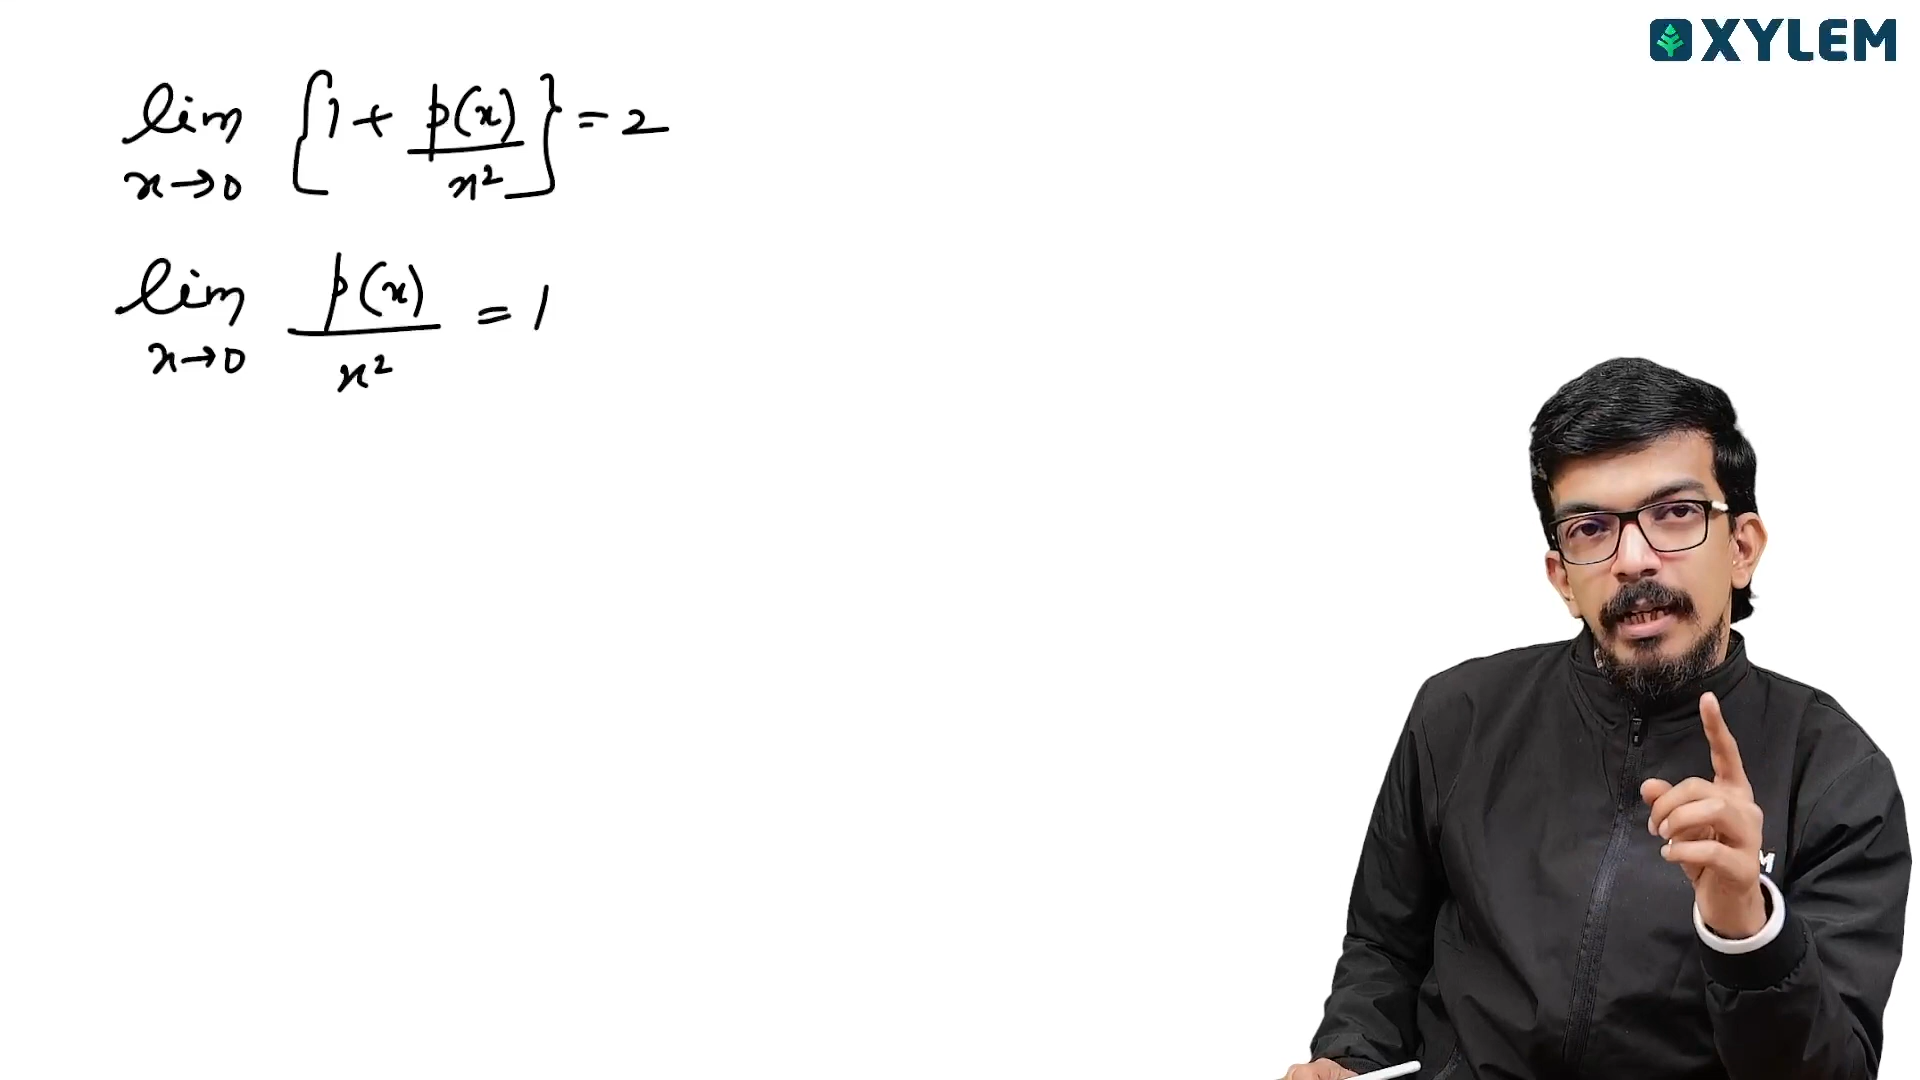 XYLEM
lim x→0 {1 + p(x)/x² } = 2
lim x→0 p(x)/x² = 1
M